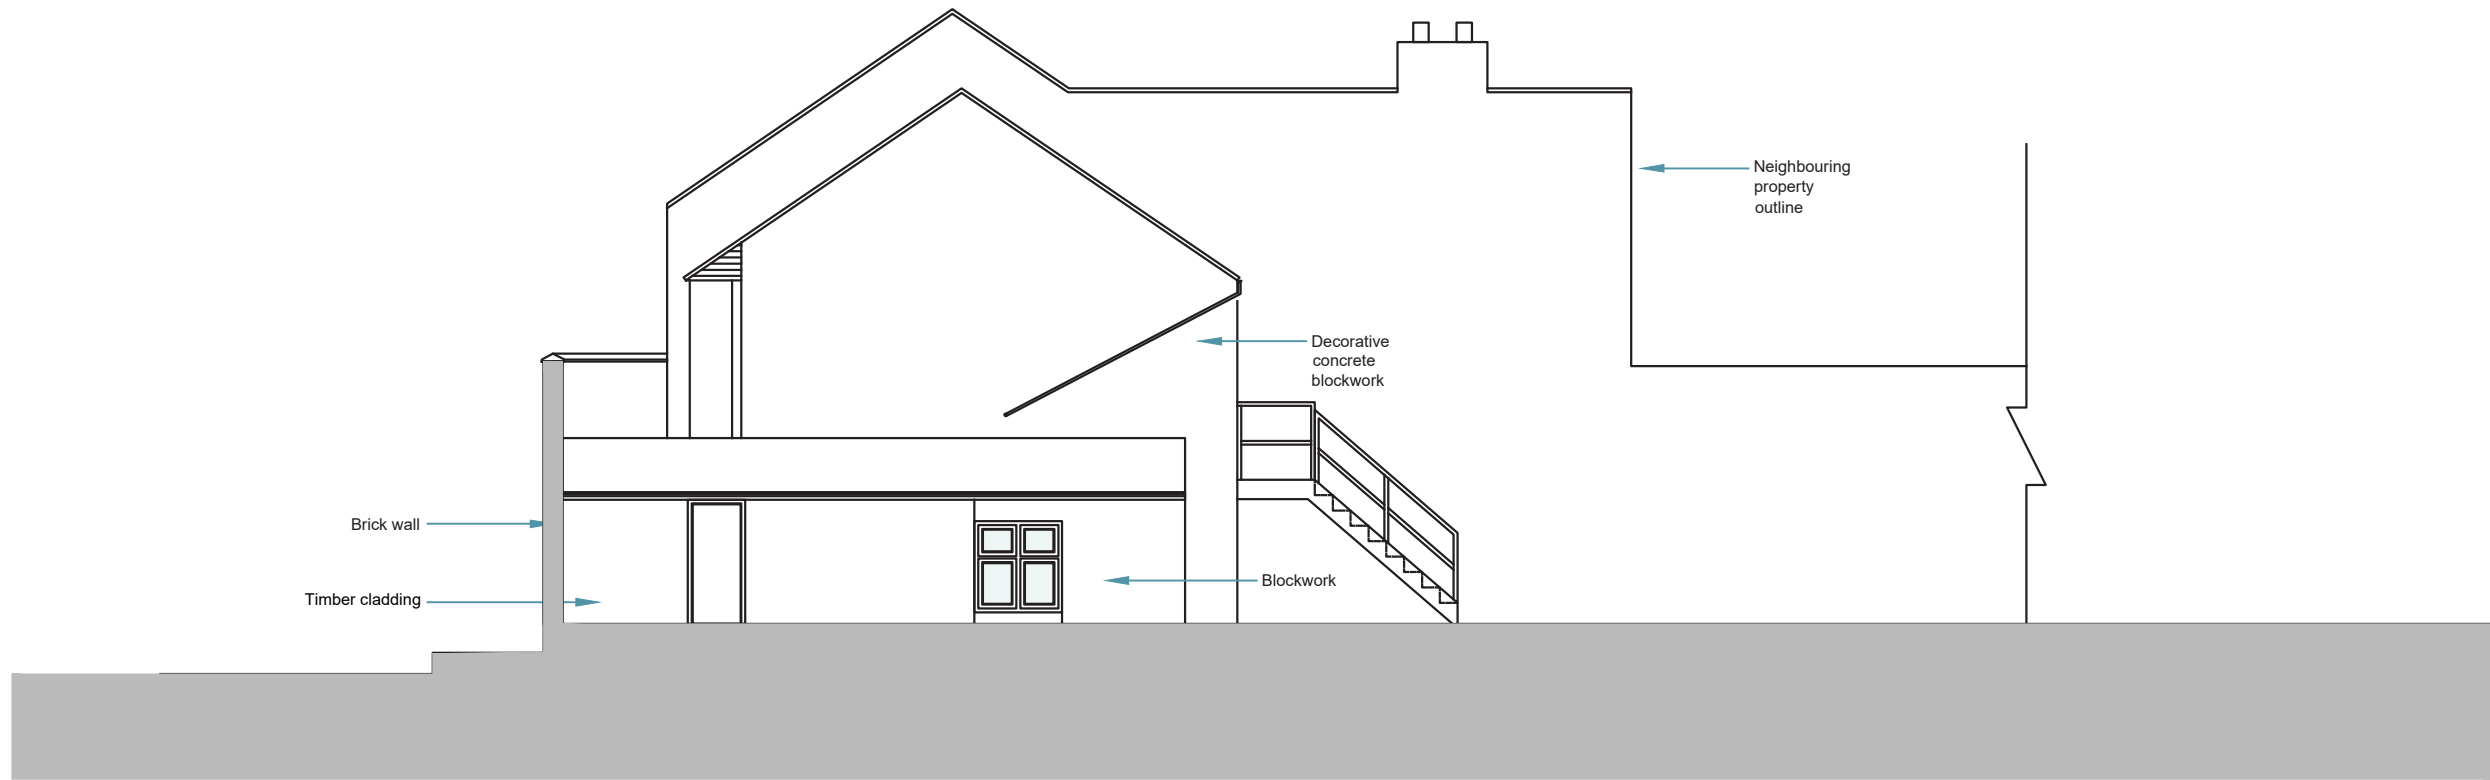 Neighbouring
property
outline
Decorative
concrete
blockwork
Brick wall
Timber cladding
Blockwork